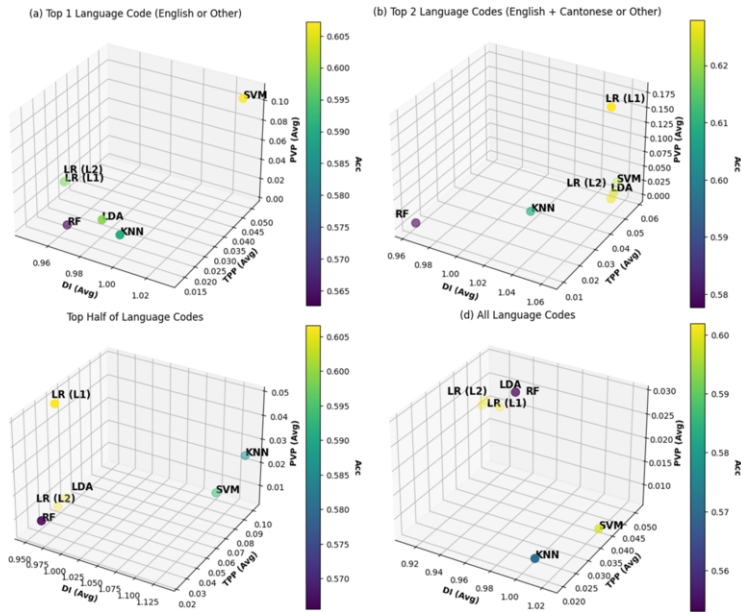 (a) Top 1 Language Code (English or Other)
SVM
LR (L2)
LR (L1)
RF
LDA
KNN
0.96
0.98
1.00
1.02
DI (Avg)
0.015
0.020
0.025
0.030
0.035
0.040
0.045
0.050
TPP (Avg)
0.00
0.02
0.04
0.06
0.08
0.10
PVP (Avg)
0.605
0.600
0.595
0.590
0.585
0.580
0.575
0.570
0.565
Acc
(b) Top 2 Language Codes (English + Cantonese or Other)
LR (L1)
SVM
LR (L2)
LDA
KNN
RF
0.96
0.98
1.00
1.02
1.04
1.06
DI (Avg)
0.01
0.02
0.03
0.04
0.05
0.06
TPP (Avg)
0.000
0.025
0.050
0.075
0.100
0.125
0.150
0.175
PVP (Avg)
0.62
0.61
0.60
0.59
0.58
Acc
Top Half of Language Codes
LR (L1)
KNN
LDA
LR (L2)
SVM
RF
0.950
0.975
1.000
1.025
1.050
1.075
1.100
1.125
DI (Avg)
0.02
0.03
0.04
0.05
0.06
0.07
0.08
0.09
0.10
TPP (Avg)
0.01
0.02
0.03
0.04
0.05
PVP (Avg)
0.605
0.600
0.595
0.590
0.585
0.580
0.575
0.570
Acc
(d) All Language Codes
LDA
RF
LR (L2)
LR (L1)
SVM
KNN
0.92
0.94
0.96
0.98
1.00
1.02
DI (Avg)
0.020
0.025
0.030
0.035
0.040
0.045
0.050
TPP (Avg)
0.010
0.015
0.020
0.025
0.030
PVP (Avg)
0.60
0.59
0.58
0.57
0.56
Acc